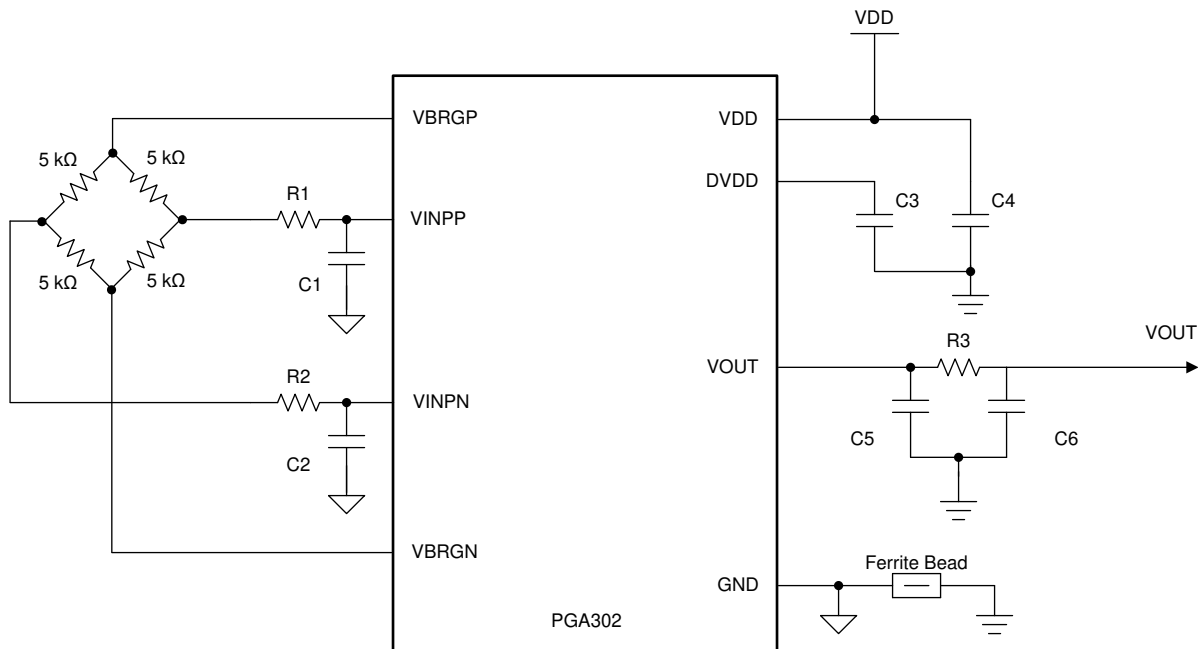 VDD
VBRGP
VDD
5 kΩ
5 kΩ
DVDD
R1
C3
C4
VINPP
5 kΩ
5 kΩ
C1
VOUT
R3
VOUT
R2
VINPN
C5
C6
C2
VBRGN
Ferrite Bead
GND
PGA302